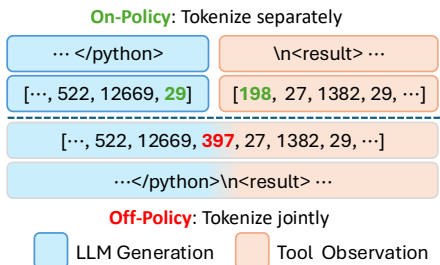 On-Policy: Tokenize separately
⋯ </python> \n<result> ⋯
[⋯, 522, 12669, 29] [198, 27, 1382, 29, ⋯]
[⋯, 522, 12669, 397, 27, 1382, 29, ⋯]
⋯</python>\n<result> ⋯
Off-Policy: Tokenize jointly
LLM Generation Tool Observation